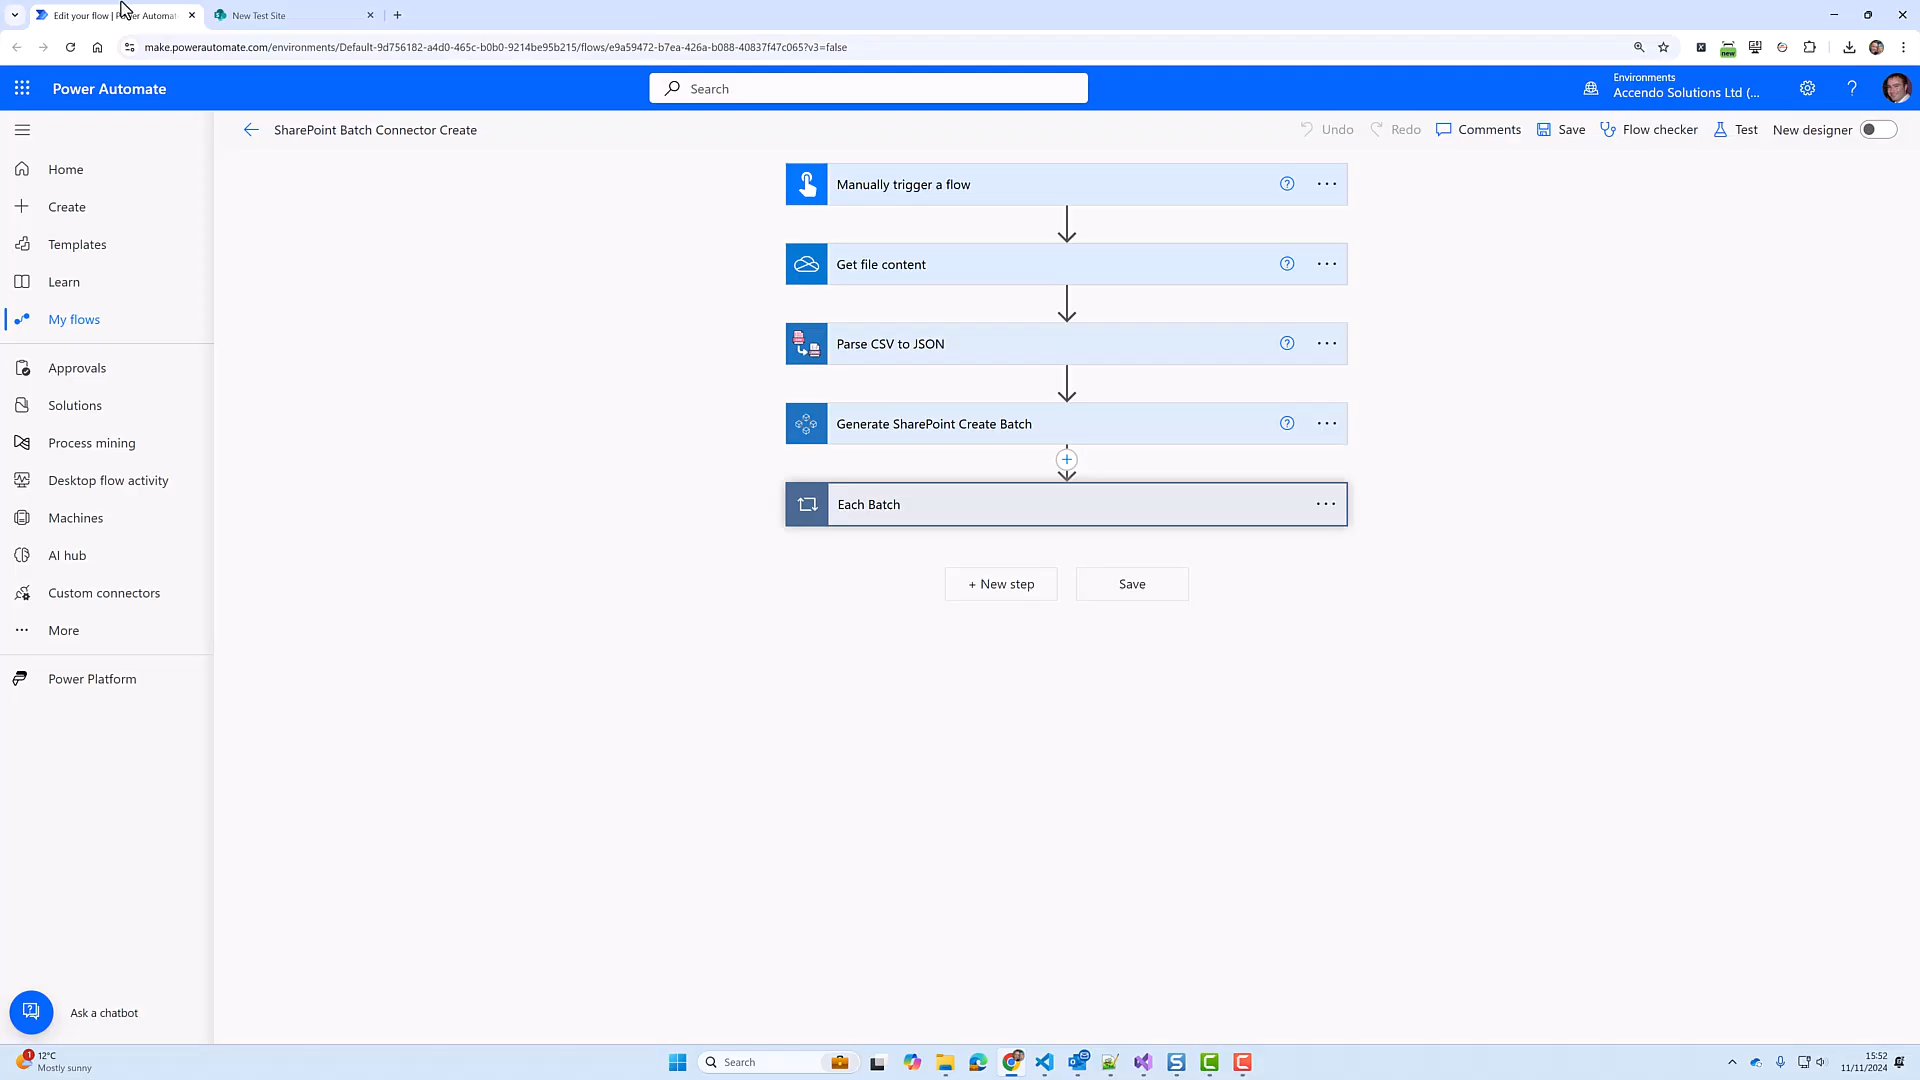 Edit your flow | Power Automate
New Test Site
make.powerautomate.com/environments/Default-9d756182-a4d0-465c-b0b0-9214be95b215/flows/e9a59472-b7ea-426a-b088-40837f47c065?v3=false
new
Power Automate
Search
Environments
Accendo Solutions Ltd (...
SharePoint Batch Connector Create
Undo
Redo
Comments
Save
Flow checker
Test
New designer
Home
Create
Templates
Learn
My flows
Approvals
Solutions
Process mining
Desktop flow activity
Machines
AI hub
Custom connectors
More
Power Platform
Manually trigger a flow
Get file content
Parse CSV to JSON
Generate SharePoint Create Batch
Each Batch
+ New step
Save
Ask a chatbot
1
12°C
Mostly sunny
Search
15:52
11/11/2024